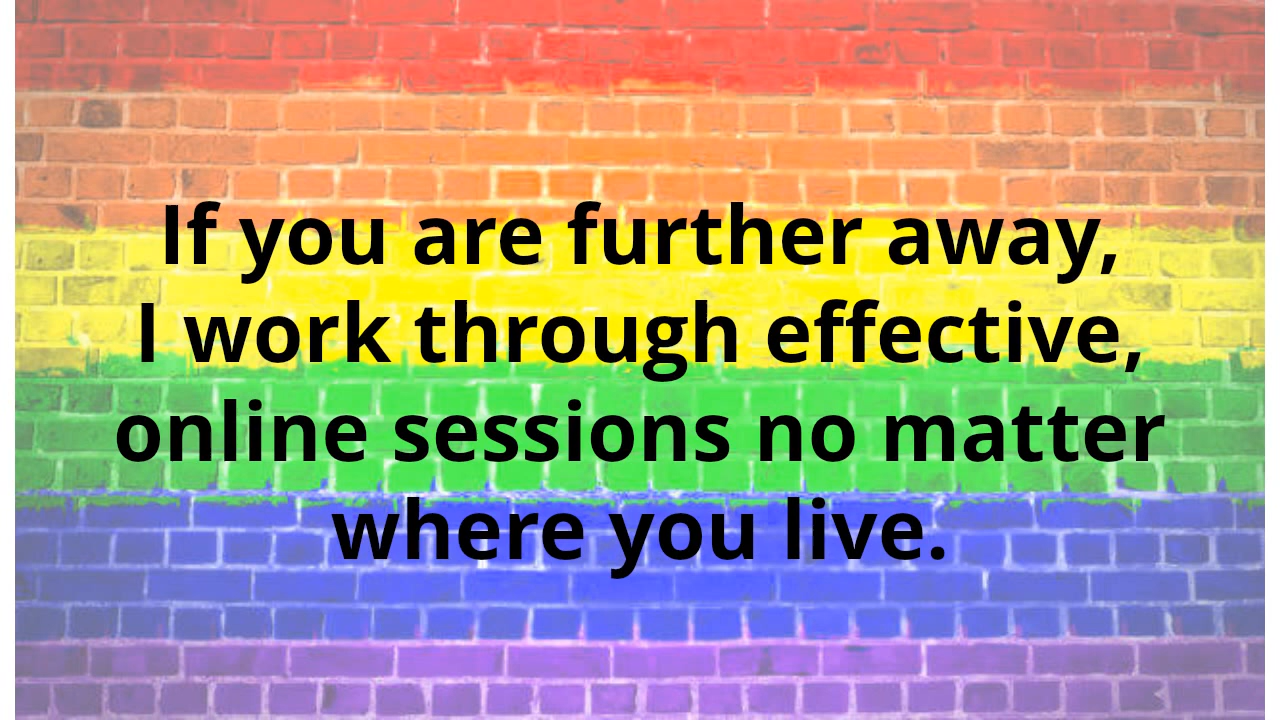 If you are further away,
I work through effective,
online sessions no matter
where you live.